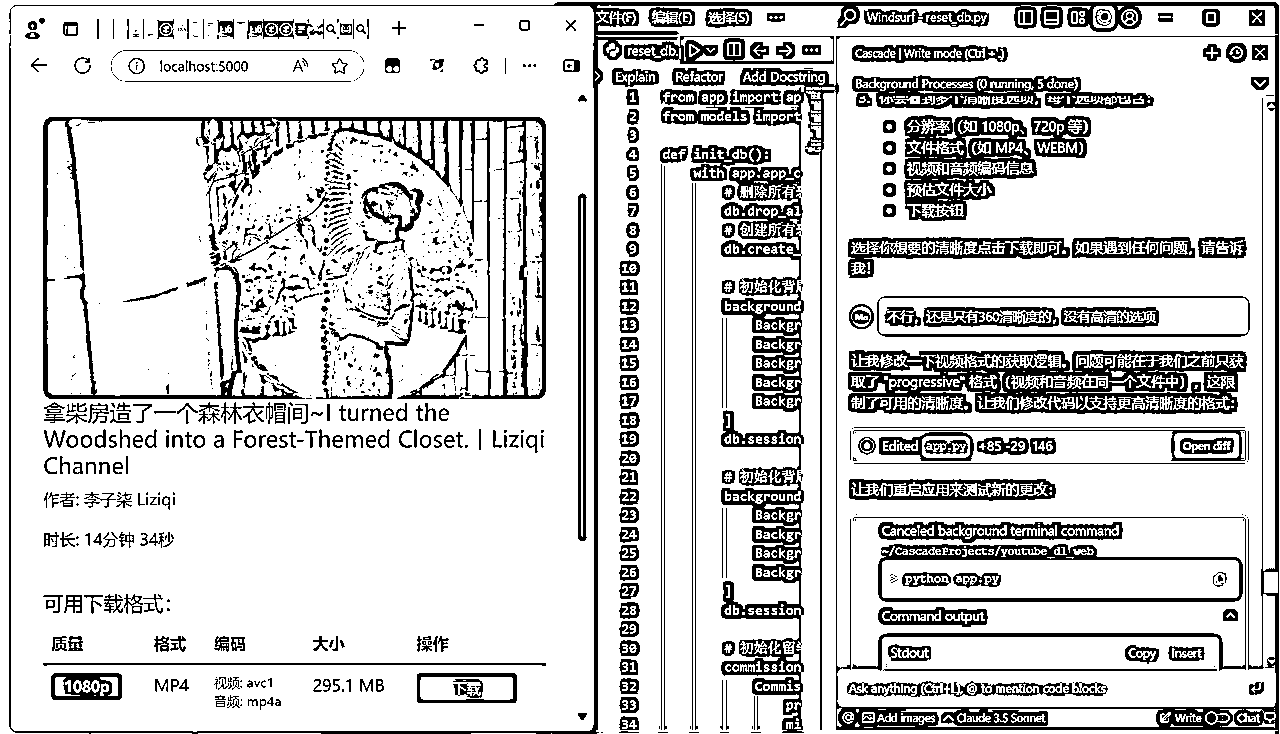 localhost:5000
拿柴房造了一个森林衣帽间~I turned the
Woodshed into a Forest-Themed Closet. | Liziqi
Channel
作者: 李子柒 Liziqi
时长: 14分钟 34秒
可用下载格式:
质量 格式 编码 大小 操作
1080p MP4 视频: avc1 295.1 MB 下载
音频: mp4a
文件(F) 编辑(E) 选择(S) ···
Windsurf - reset_db.py
reset_db.
Explain Refactor Add Docstring
1 from app import ap
2 from models import
3
4 def init_db():
5 with app.app_c
6 # 删除所有
7 db.drop_al
8 # 创建所有
9 db.create_
10
11 # 初始化背
12 background
13 Backgr
14 Backgr
15 Backgr
16 Backgr
17 Backgr
18 ]
19 db.session
20
21 # 初始化背
22 background
23 Backgr
24 Backgr
25 Backgr
26 Backgr
27 ]
28 db.session
29
30 # 初始化留
31 commission
32 Commis
33 pr
34 mi
Cascade | Write mode (Ctrl+.)
Background Processes (0 running, 5 done)
5. 你会看到多个清晰度选项，每个选项都包含：
分辨率 (如 1080p、720p 等)
文件格式 (如 MP4、WEBM)
视频和音频编码信息
预估文件大小
下载按钮
选择你想要的清晰度点击下载即可，如果遇到任何问题，请告诉
我！
Me 不行，还是只有360清晰度的，没有高清的选项
让我修改一下视频格式的获取逻辑。问题可能在于我们之前只获
取了 "progressive" 格式 (视频和音频在同一个文件中)，这限
制了可用的清晰度。让我们修改代码以支持更高清晰度的格式：
Edited app.py +85 -29 146 Open diff
让我们重启应用来测试新的更改：
Canceled background terminal command
~/CascadeProjects/youtube_dl_web
> python app.py
Command output
Stdout Copy Insert
Ask anything (Ctrl+L), @ to mention code blocks
@ Add images Claude 3.5 Sonnet Write Chat